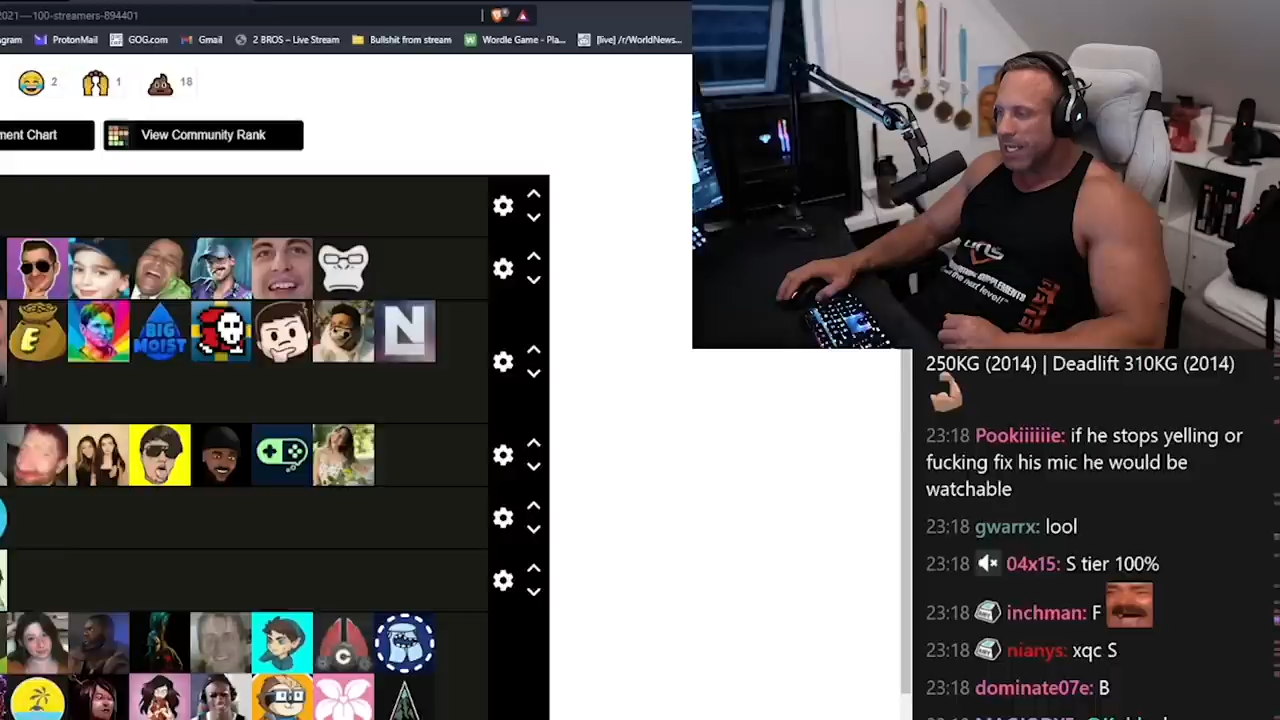 2021—100-streamers-894401
gram ProtonMail GOG.com Gmail 2 BROS – Live Stream Bullshit from stream Wordle Game - Pla... [live] /r/WorldNews...
2 1 18
ment Chart View Community Rank
BIG
MOIST
N
250KG (2014) | Deadlift 310KG (2014)
23:18 Pookiiiiiie: if he stops yelling or
fucking fix his mic he would be
watchable
23:18 gwarrx: lool
23:18 04x15: S tier 100%
23:18 inchman: F
23:18 nianys: xqc S
23:18 dominate07e: B